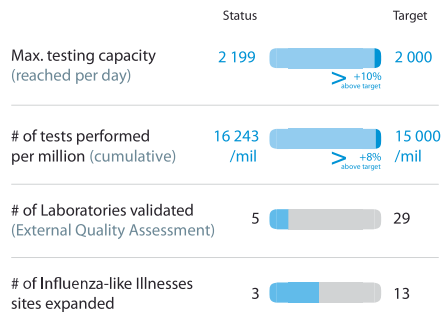 Status Target
Max. testing capacity
(reached per day)
2 199
2 000
> +10%
above target
# of tests performed
per million (cumulative)
16 243
/mil
15 000
/mil
> +8%
above target
# of Laboratories validated
(External Quality Assessment)
5
29
# of Influenza-like Illnesses
sites expanded
3
13